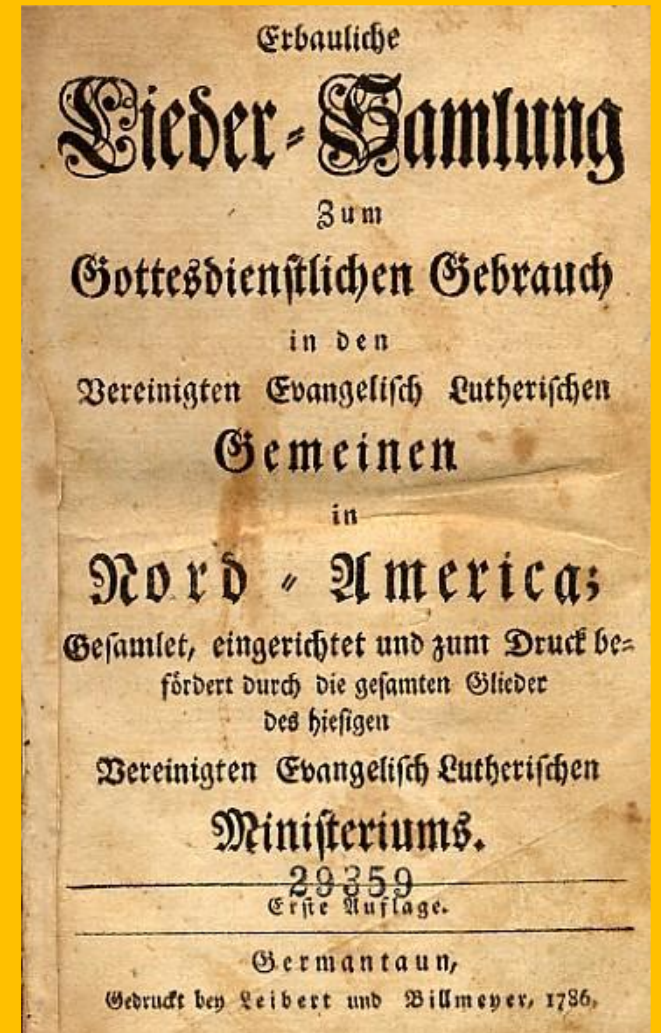 Erbauliche
Lieder⸗Samlung
Zum
Gottesdienstlichen Gebrauch
in den
Vereinigten Evangelisch Lutherischen
Gemeinen
in
Nord⸗America;
Gesamlet, eingerichtet und zum Druck be⸗
fördert durch die gesamten Glieder
des hiesigen
Vereinigten Evangelisch Lutherischen
Ministeriums.
29359
Erste Auflage.
Germantaun,
Gedruckt bey Leibert und Billmeyer, 1786.